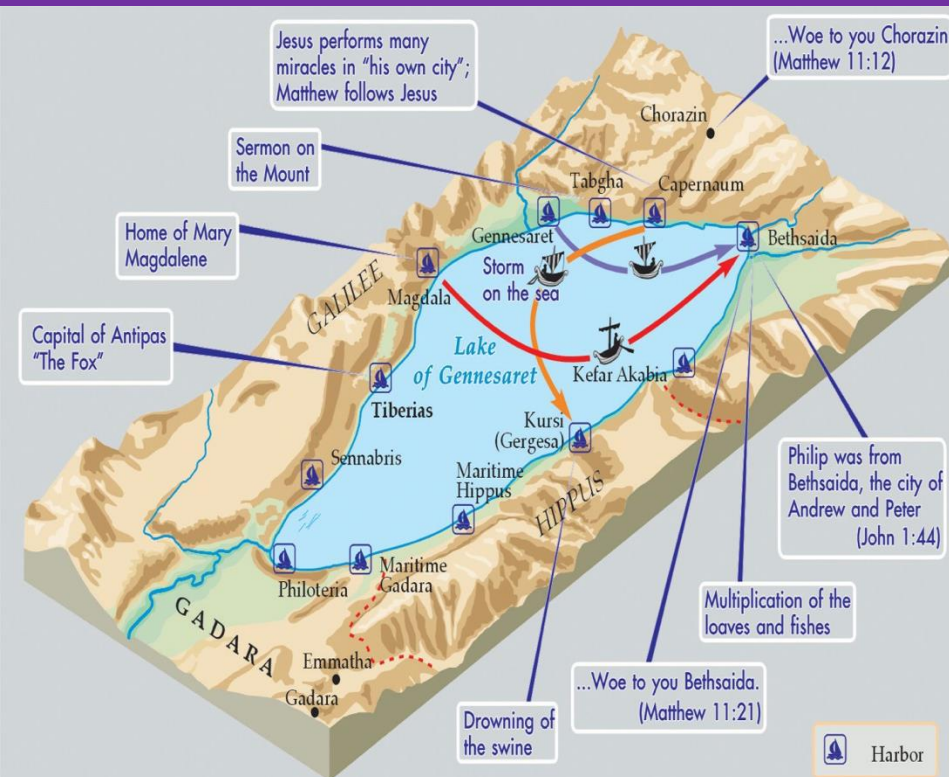 Jesus performs many
miracles in “his own city”;
Matthew follows Jesus
...Woe to you Chorazin
(Matthew 11:12)
Chorazin
Sermon on
the Mount
Tabgha
Capernaum
Home of Mary
Magdalene
Gennesaret
Bethsaida
GALILEE
Magdala
Storm
on the sea
Capital of Antipas
“The Fox”
Lake
of Gennesaret
Kefar Akabia
Tiberias
Kursi
(Gergesa)
Sennabris
Maritime
Hippus
HIPPUS
Philip was from
Bethsaida, the city of
Andrew and Peter
(John 1:44)
Philoteria
Maritime
Gadara
Multiplication of the
loaves and fishes
GADARA
Emmatha
Gadara
...Woe to you Bethsaida.
(Matthew 11:21)
Drowning of
the swine
Harbor